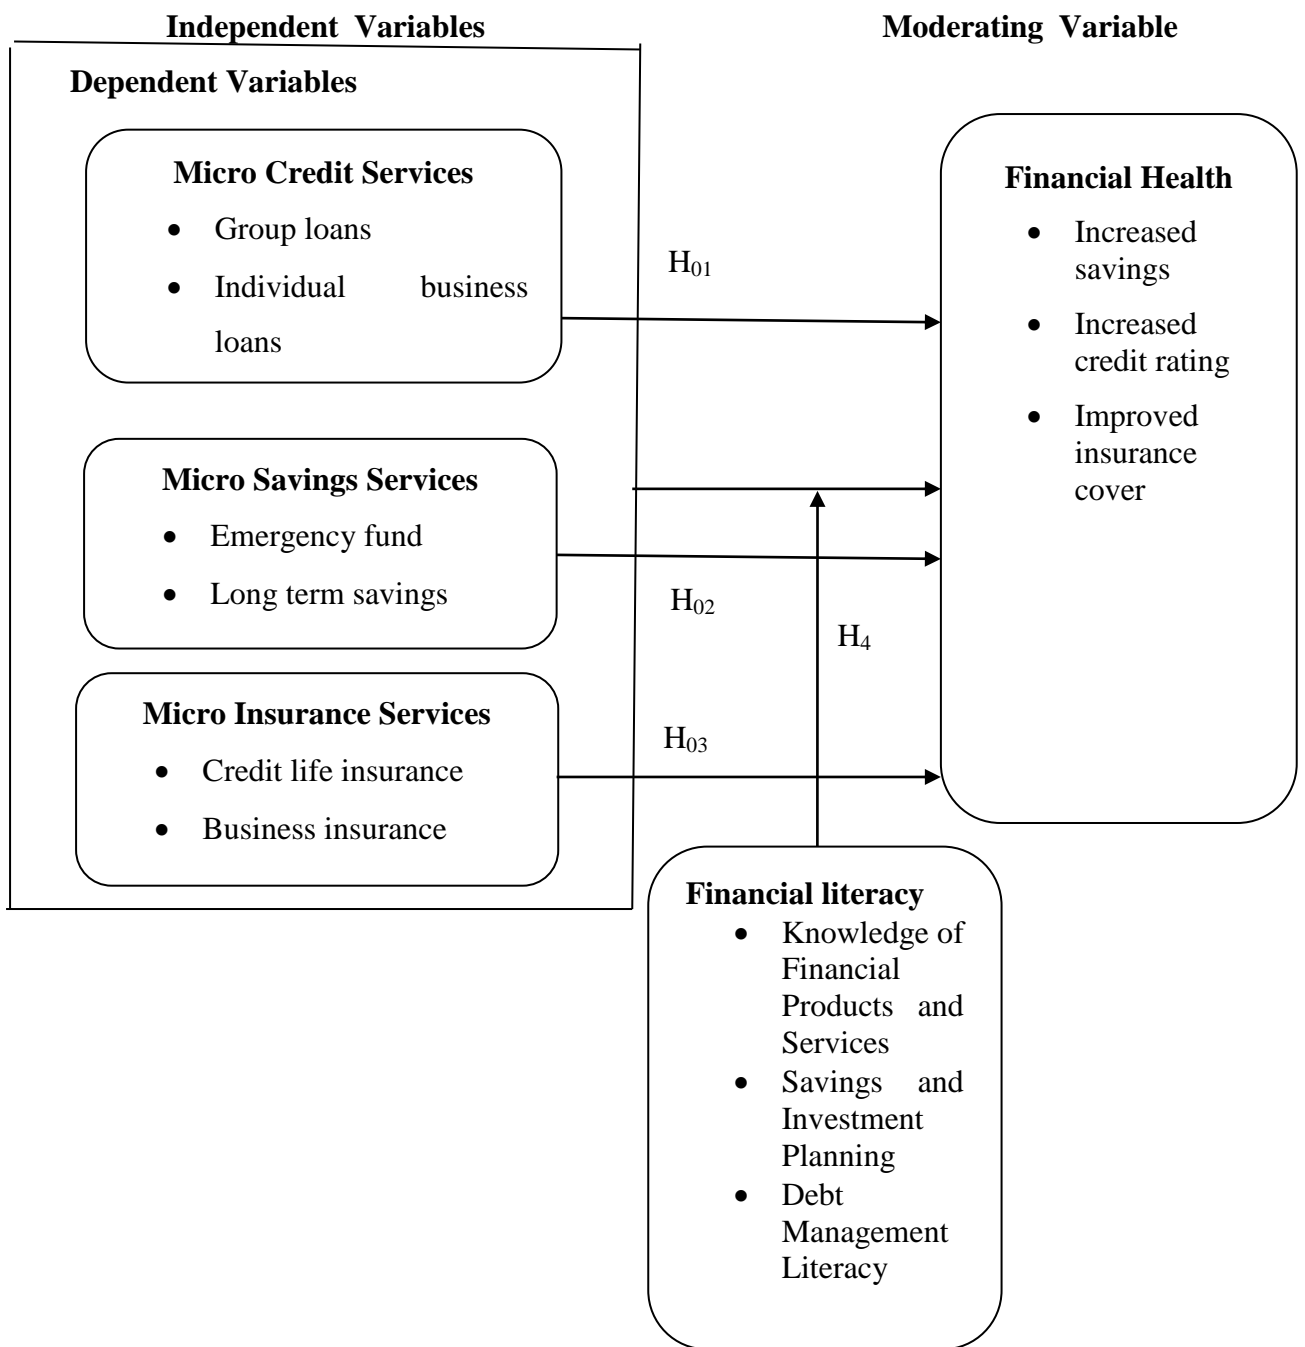 Independent Variables
Moderating Variable
Dependent Variables
Micro Credit Services
• Group loans
• Individual business
loans
H01
Micro Savings Services
• Emergency fund
• Long term savings
H02
H4
Micro Insurance Services
• Credit life insurance
• Business insurance
H03
Financial Health
• Increased
savings
• Increased
credit rating
• Improved
insurance
cover
Financial literacy
• Knowledge of
Financial
Products and
Services
• Savings and
Investment
Planning
• Debt
Management
Literacy